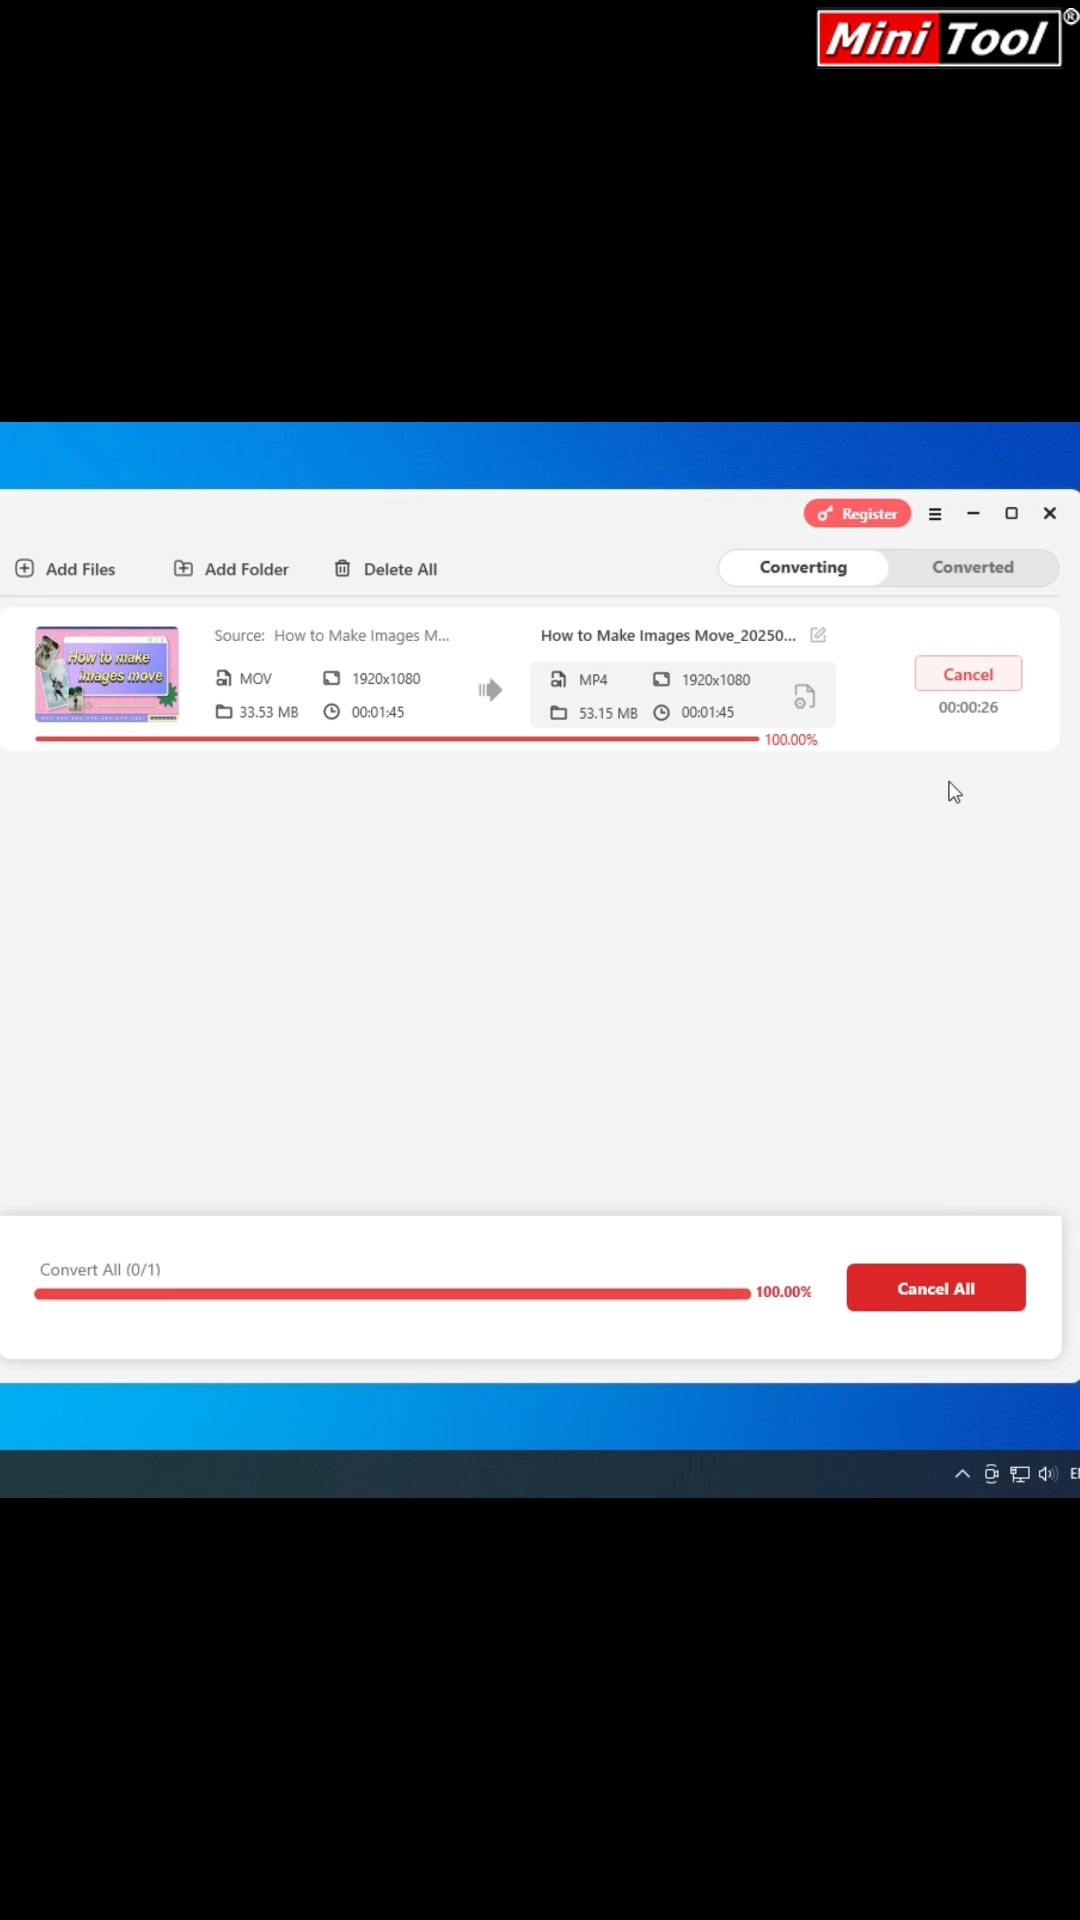 Mini Tool®
Register
Add Files
Add Folder
Delete All
Converting
Converted
How to make
images move
Source: How to Make Images M...
How to Make Images Move_20250...
MOV
1920x1080
MP4
1920x1080
33.53 MB
00:01:45
53.15 MB
00:01:45
Cancel
00:00:26
100.00%
Convert All (0/1)
100.00%
Cancel All